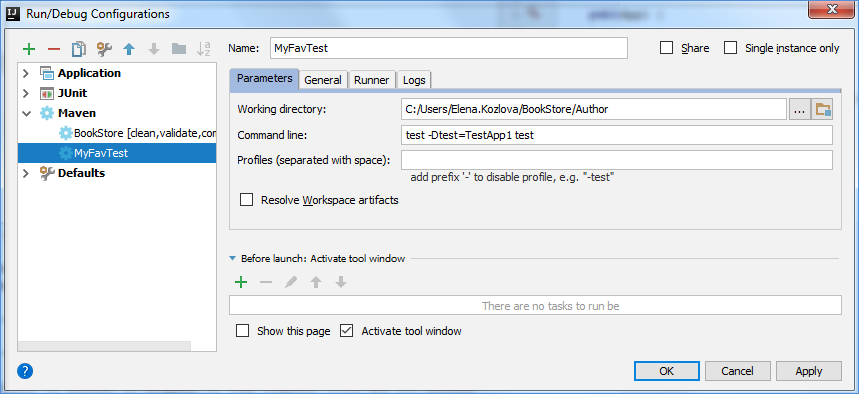 Run/Debug Configurations
Name: MyFavTest Share Single instance only
Application
JUnit
Maven
BookStore [clean,validate,com
MyFavTest
Defaults
Parameters General Runner Logs
Working directory: C:/Users/Elena.Kozlova/BookStore/Author ...
Command line: test -Dtest=TestApp1 test
Profiles (separated with space):
add prefix '-' to disable profile, e.g. "-test"
Resolve Workspace artifacts
Before launch: Activate tool window
There are no tasks to run be
Show this page Activate tool window
? OK Cancel Apply